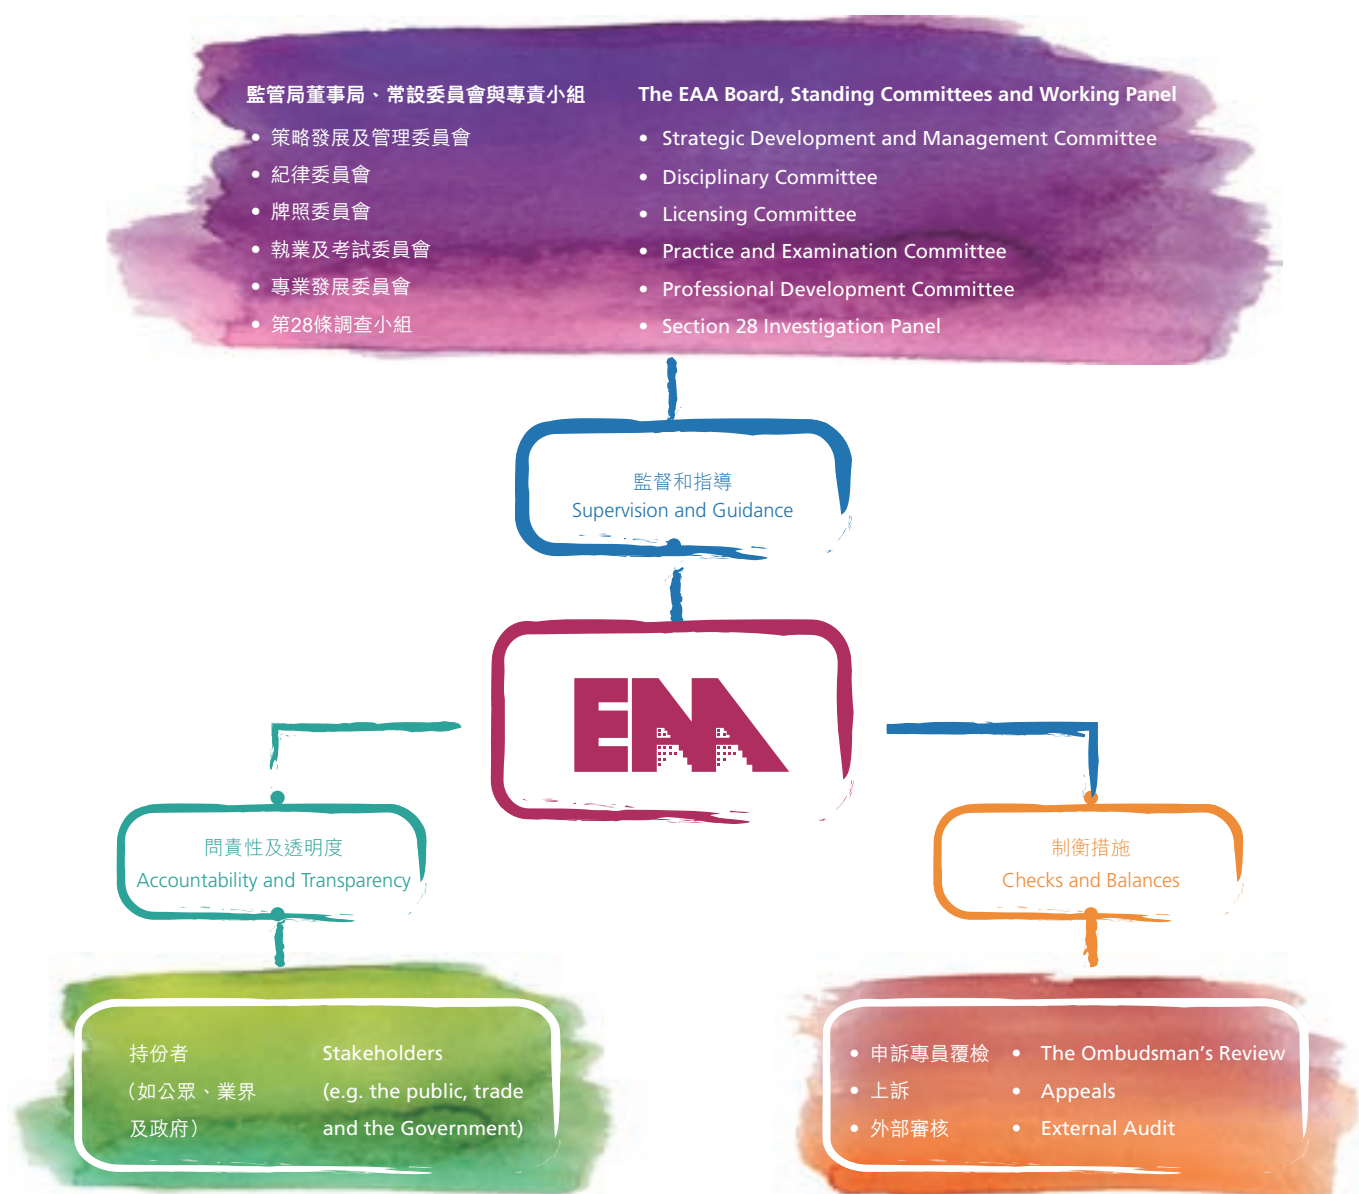 監管局董事局、常設委員會與專責小組
• 策略發展及管理委員會
• 紀律委員會
• 牌照委員會
• 執業及考試委員會
• 專業發展委員會
• 第28條調查小組
The EAA Board, Standing Committees and Working Panel
• Strategic Development and Management Committee
• Disciplinary Committee
• Licensing Committee
• Practice and Examination Committee
• Professional Development Committee
• Section 28 Investigation Panel
監督和指導
Supervision and Guidance
EAA
問責性及透明度
Accountability and Transparency
制衡措施
Checks and Balances
持份者
（如公眾、業界
及政府）
Stakeholders
(e.g. the public, trade
and the Government)
• 申訴專員覆檢
• 上訴
• 外部審核
• The Ombudsman’s Review
• Appeals
• External Audit